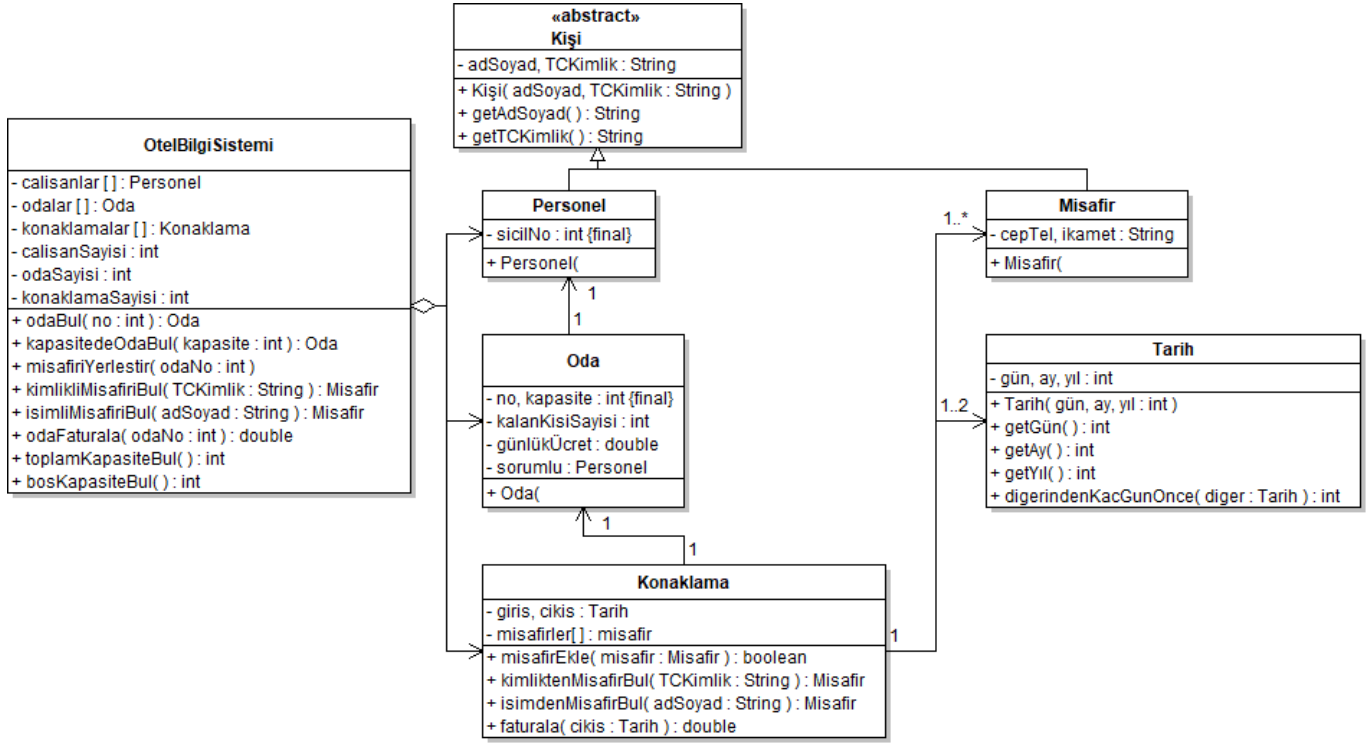 «abstract»
Kişi
- adSoyad, TCKimlik : String
+ Kişi( adSoyad, TCKimlik : String )
+ getAdSoyad( ) : String
+ getTCKimlik( ) : String
OtelBilgiSistemi
- calisanlar [ ] : Personel
- odalar [ ] : Oda
- konaklamalar [ ] : Konaklama
- calisanSayisi : int
- odaSayisi : int
- konaklamaSayisi : int
+ odaBul( no : int ) : Oda
+ kapasitedeOdaBul( kapasite : int ) : Oda
+ misafiriYerlestir( odaNo : int )
+ kimlikliMisafiriBul( TCKimlik : String ) : Misafir
+ isimliMisafiriBul( adSoyad : String ) : Misafir
+ odaFaturala( odaNo : int ) : double
+ toplamKapasiteBul( ) : int
+ bosKapasiteBul( ) : int
Personel
- sicilNo : int {final}
+ Personel(
1
1
Oda
- no, kapasite : int {final}
- kalanKisiSayisi : int
- günlükÜcret : double
- sorumlu : Personel
+ Oda(
1
1
Konaklama
- giris, cikis : Tarih
- misafirler[ ] : misafir
+ misafirEkle( misafir : Misafir ) : boolean
+ kimliktenMisafirBul( TCKimlik : String ) : Misafir
+ isimdenMisafirBul( adSoyad : String ) : Misafir
+ faturala( cikis : Tarih ) : double
1
1..*
Misafir
- cepTel, ikamet : String
+ Misafir(
1..2
Tarih
- gün, ay, yıl : int
+ Tarih( gün, ay, yıl : int )
+ getGün( ) : int
+ getAy( ) : int
+ getYıl( ) : int
+ digerindenKacGunOnce( diger : Tarih ) : int